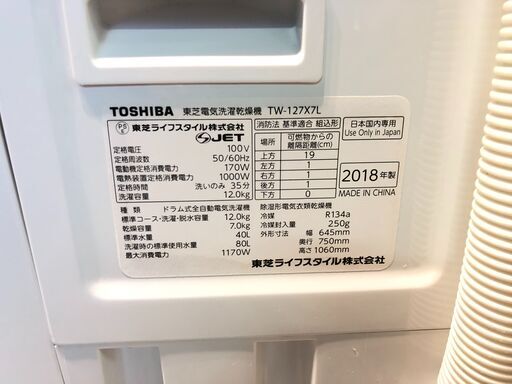 TOSHIBA 東芝電気洗濯乾燥機 TW-127X7L
PS E 東芝ライフスタイル株式会社
S JET
定格電圧 100V
定格周波数 50/60Hz
電動機定格消費電力 170W
電熱装置定格消費電力 1000W
定格時間 洗いのみ 35分
洗濯容量 12.0kg
消防法 基準適合 組込形
場所 可燃物からの離隔距離(cm)
上方 19
左方 1
右方 1
後方 0
下方 0
日本国内専用
Use Only in Japan
2018年製
MADE IN CHINA
種類 ドラム式全自動電気洗濯機
標準コース・洗濯・脱水容量 12.0kg
乾燥容量 7.0kg
標準水量 40L
洗濯時の標準使用水量 80L
最大消費電力 1170W
除湿形電気衣類乾燥機
冷媒 R134a
冷媒封入量 250g
外形寸法 幅 645mm
奥行 750mm
高さ 1060mm
東芝ライフスタイル株式会社